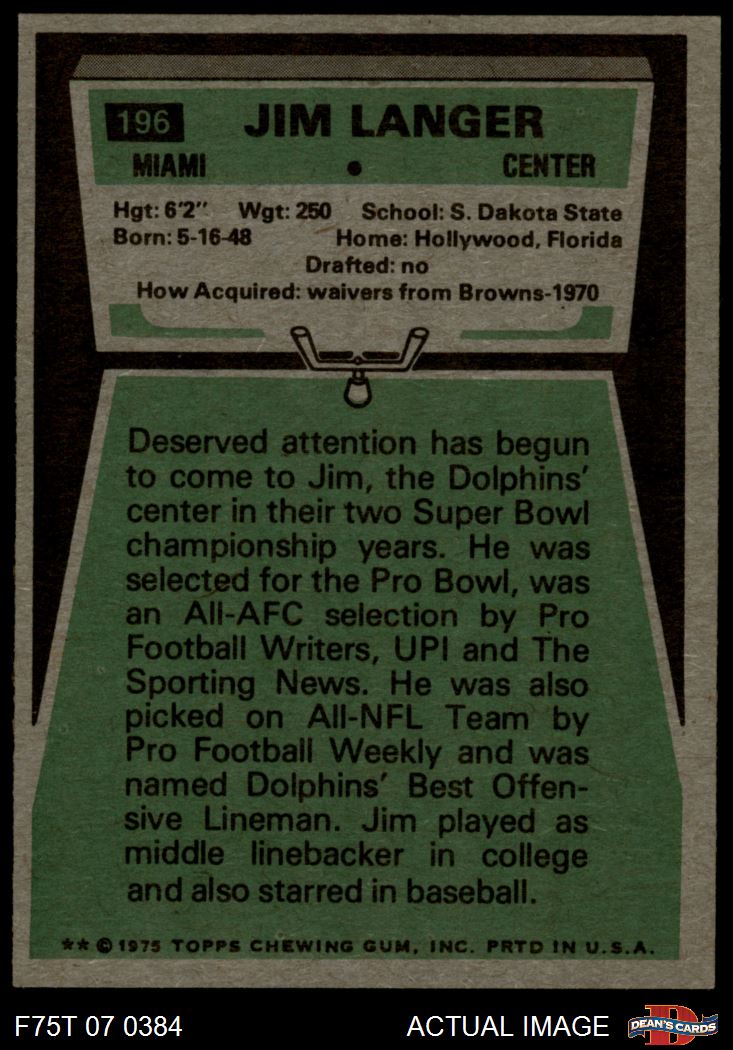 196 JIM LANGER
MIAMI • CENTER
Hgt: 6'2" Wgt: 250 School: S. Dakota State
Born: 5-16-48 Home: Hollywood, Florida
Drafted: no
How Acquired: waivers from Browns-1970
Deserved attention has begun
to come to Jim, the Dolphins'
center in their two Super Bowl
championship years. He was
selected for the Pro Bowl, was
an All-AFC selection by Pro
Football Writers, UPI and The
Sporting News. He was also
picked on All-NFL Team by
Pro Football Weekly and was
named Dolphins' Best Offen-
sive Lineman. Jim played as
middle linebacker in college
and also starred in baseball.
** © 1975 TOPPS CHEWING GUM, INC. PRTD IN U.S.A.
F75T 07 0384 ACTUAL IMAGE D DEAN'S CARDS